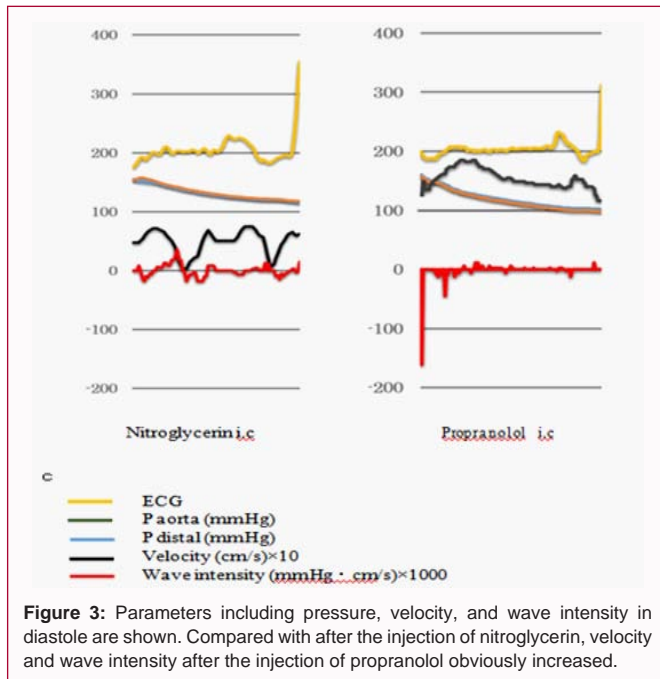 400
300
200
100
0
-100
-200
400
300
200
100
0
-100
-200
Nitroglycerin i,c
Propranolol i,c
c
ECG
P aorta (mmHg)
P distal (mmHg)
Velocity (cm/s)×10
Wave intensity (mmHg · cm/s)×1000
Figure 3: Parameters including pressure, velocity, and wave intensity in
diastole are shown. Compared with after the injection of nitroglycerin, velocity
and wave intensity after the injection of propranolol obviously increased.